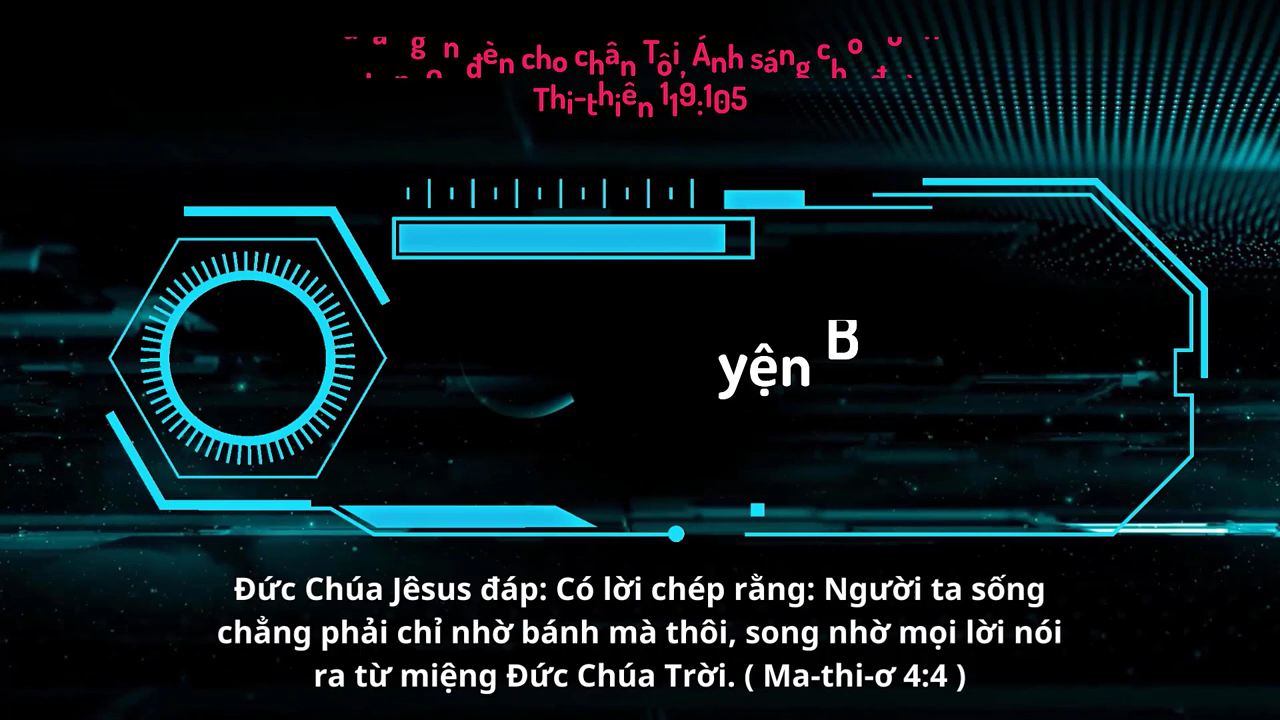 đèn cho chân Tôi, Ánh sáng
Thi-thiên 119:105
yện B
Đức Chúa Jêsus đáp: Có lời chép rằng: Người ta sống
chẳng phải chỉ nhờ bánh mà thôi, song nhờ mọi lời nói
ra từ miệng Đức Chúa Trời. ( Ma-thi-ơ 4:4 )